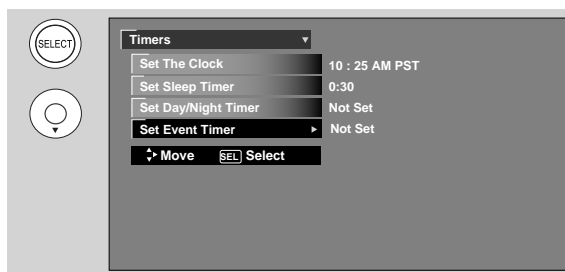 SELECT
Timers
Set The Clock 10 : 25 AM PST
Set Sleep Timer 0:30
Set Day/Night Timer Not Set
Set Event Timer Not Set
Move SEL Select